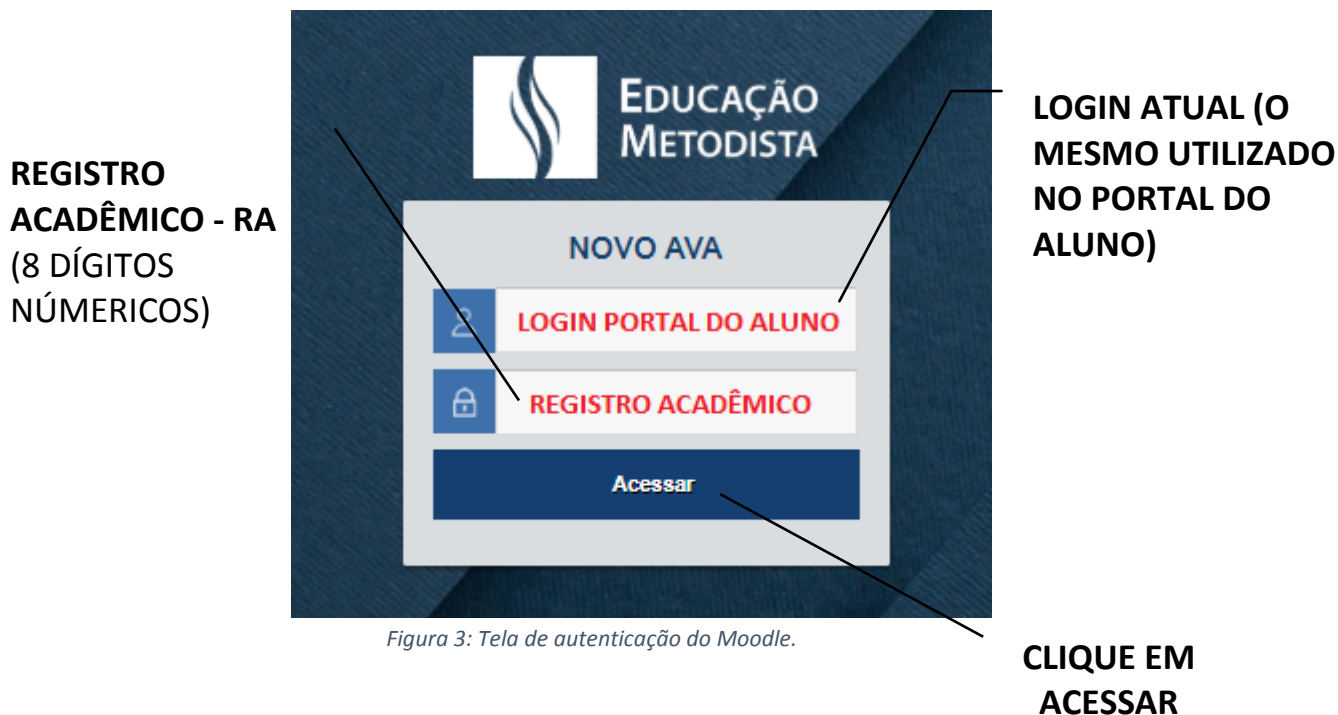 EDUCAÇÃO
METODISTA
REGISTRO
ACADÊMICO - RA
(8 DÍGITOS
NÚMERICOS)
LOGIN ATUAL (O
MESMO UTILIZADO
NO PORTAL DO
ALUNO)
NOVO AVA
LOGIN PORTAL DO ALUNO
REGISTRO ACADÊMICO
Acessar
Figura 3: Tela de autenticação do Moodle.
CLIQUE EM
ACESSAR